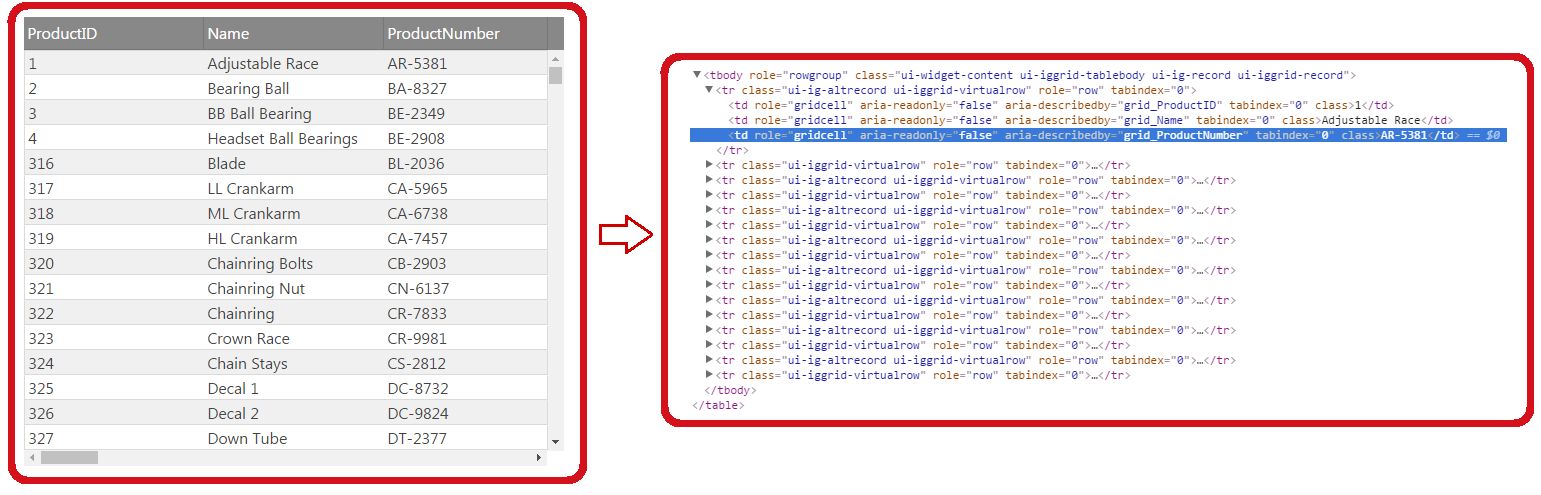 ProductID Name ProductNumber
1 Adjustable Race AR-5381
2 Bearing Ball BA-8327
3 BB Ball Bearing BE-2349
4 Headset Ball Bearings BE-2908
316 Blade BL-2036
317 LL Crankarm CA-5965
318 ML Crankarm CA-6738
319 HL Crankarm CA-7457
320 Chainring Bolts CB-2903
321 Chainring Nut CN-6137
322 Chainring CR-7833
323 Crown Race CR-9981
324 Chain Stays CS-2812
325 Decal 1 DC-8732
326 Decal 2 DC-9824
327 Down Tube DT-2377
<tbody role="rowgroup" class="ui-widget-content ui-iggrid-tablebody ui-ig-record ui-iggrid-record">
<tr class="ui-ig-altrecord ui-iggrid-virtualrow" role="row" tabindex="0">
<td role="gridcell" aria-readonly="false" aria-describedby="grid_ProductID" tabindex="0" class>1</td>
<td role="gridcell" aria-readonly="false" aria-describedby="grid_Name" tabindex="0" class>Adjustable Race</td>
<td role="gridcell" aria-readonly="false" aria-describedby="grid_ProductNumber" tabindex="0" class>AR-5381</td> == $0
</tr>
<tr class="ui-iggrid-virtualrow" role="row" tabindex="0">…</tr>
<tr class="ui-ig-altrecord ui-iggrid-virtualrow" role="row" tabindex="0">…</tr>
<tr class="ui-iggrid-virtualrow" role="row" tabindex="0">…</tr>
<tr class="ui-ig-altrecord ui-iggrid-virtualrow" role="row" tabindex="0">…</tr>
<tr class="ui-iggrid-virtualrow" role="row" tabindex="0">…</tr>
<tr class="ui-ig-altrecord ui-iggrid-virtualrow" role="row" tabindex="0">…</tr>
<tr class="ui-iggrid-virtualrow" role="row" tabindex="0">…</tr>
<tr class="ui-ig-altrecord ui-iggrid-virtualrow" role="row" tabindex="0">…</tr>
<tr class="ui-iggrid-virtualrow" role="row" tabindex="0">…</tr>
<tr class="ui-ig-altrecord ui-iggrid-virtualrow" role="row" tabindex="0">…</tr>
<tr class="ui-iggrid-virtualrow" role="row" tabindex="0">…</tr>
<tr class="ui-ig-altrecord ui-iggrid-virtualrow" role="row" tabindex="0">…</tr>
<tr class="ui-iggrid-virtualrow" role="row" tabindex="0">…</tr>
<tr class="ui-ig-altrecord ui-iggrid-virtualrow" role="row" tabindex="0">…</tr>
<tr class="ui-iggrid-virtualrow" role="row" tabindex="0">…</tr>
</tbody>
</table>